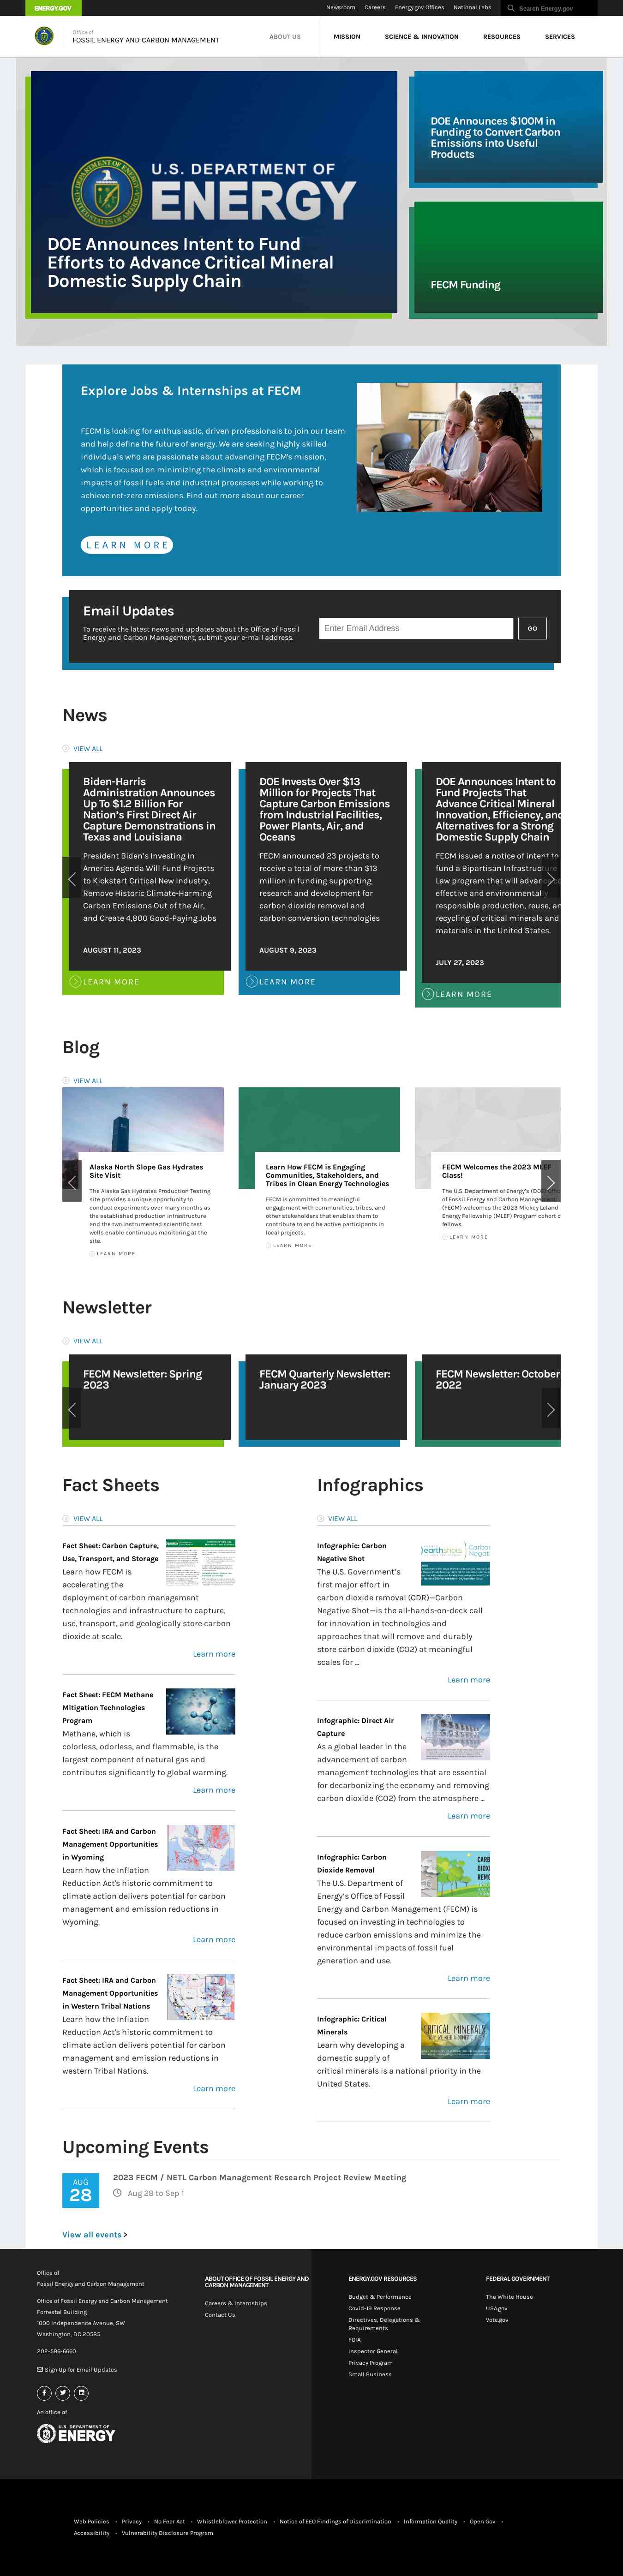 ENERGY.GOV
Newsroom
Careers
Energy.gov Offices
National Labs
Search Energy.gov
Office of
FOSSIL ENERGY AND CARBON MANAGEMENT
ABOUT US
MISSION
SCIENCE & INNOVATION
RESOURCES
SERVICES
U.S. DEPARTMENT OF
ENERGY
DOE Announces Intent to Fund
Efforts to Advance Critical Mineral
Domestic Supply Chain
DOE Announces $100M in
Funding to Convert Carbon
Emissions into Useful
Products
FECM Funding
Explore Jobs & Internships at FECM
FECM is looking for enthusiastic, driven professionals to join our team
and help define the future of energy. We are seeking highly skilled
individuals who are passionate about advancing FECM's mission,
which is focused on minimizing the climate and environmental
impacts of fossil fuels and industrial processes while working to
achieve net-zero emissions. Find out more about our career
opportunities and apply today.
LEARN MORE
Email Updates
To receive the latest news and updates about the Office of Fossil
Energy and Carbon Management, submit your e-mail address.
Enter Email Address
GO
News
VIEW ALL
Biden-Harris
Administration Announces
Up To $1.2 Billion For
Nation's First Direct Air
Capture Demonstrations in
Texas and Louisiana
President Biden's Investing in
America Agenda Will Fund Projects
to Kickstart Critical New Industry,
Remove Historic Climate-Harming
Carbon Emissions Out of the Air,
and Create 4,800 Good-Paying Jobs
AUGUST 11, 2023
LEARN MORE
DOE Invests Over $13
Million for Projects That
Capture Carbon Emissions
from Industrial Facilities,
Power Plants, Air, and
Oceans
FECM announced 23 projects to
receive a total of more than $13
million in funding supporting
research and development for
carbon dioxide removal and
carbon conversion technologies
AUGUST 9, 2023
LEARN MORE
DOE Announces Intent to
Fund Projects That
Advance Critical Mineral
Innovation, Efficiency, and
Alternatives for a Strong
Domestic Supply Chain
FECM issued a notice of intent to
fund a Bipartisan Infrastructure
Law program that will advance
effective and environmentally
responsible production, reuse, an
recycling of critical minerals and
materials in the United States.
JULY 27, 2023
LEARN MORE
Blog
VIEW ALL
Alaska North Slope Gas Hydrates
Site Visit
The Alaska Gas Hydrates Production Testing
site provides a unique opportunity to
conduct experiments over many months as
the established production infrastructure
and the two instrumented scientific test
wells enable continuous monitoring at the
site.
LEARN MORE
Learn How FECM is Engaging
Communities, Stakeholders, and
Tribes in Clean Energy Technologies
FECM is committed to meaningful
engagement with communities, tribes, and
other stakeholders that enables them to
contribute to and be active participants in
local projects.
LEARN MORE
FECM Welcomes the 2023 MLEF
Class!
The U.S. Department of Energy's (DOE) Office
of Fossil Energy and Carbon Management
(FECM) welcomes the 2023 Mickey Leland
Energy Fellowship (MLEF) Program cohort o
fellows.
LEARN MORE
Newsletter
VIEW ALL
FECM Newsletter: Spring
2023
FECM Quarterly Newsletter:
January 2023
FECM Newsletter: October
2022
Fact Sheets
VIEW ALL
Fact Sheet: Carbon Capture,
Use, Transport, and Storage
Learn how FECM is
accelerating the
deployment of carbon management
technologies and infrastructure to capture,
use, transport, and geologically store carbon
dioxide at scale.
Learn more
Fact Sheet: FECM Methane
Mitigation Technologies
Program
Methane, which is
colorless, odorless, and flammable, is the
largest component of natural gas and
contributes significantly to global warming.
Learn more
Fact Sheet: IRA and Carbon
Management Opportunities
in Wyoming
Learn how the Inflation
Reduction Act's historic commitment to
climate action delivers potential for carbon
management and emission reductions in
Wyoming.
Learn more
Fact Sheet: IRA and Carbon
Management Opportunities
in Western Tribal Nations
Learn how the Inflation
Reduction Act's historic commitment to
climate action delivers potential for carbon
management and emission reductions in
western Tribal Nations.
Learn more
Infographics
VIEW ALL
Infographic: Carbon
Negative Shot
earthshots
Carbon
Negati
The U.S. Government's
first major effort in
carbon dioxide removal (CDR)—Carbon
Negative Shot—is the all-hands-on-deck call
for innovation in technologies and
approaches that will remove and durably
store carbon dioxide (CO2) at meaningful
scales for ...
Learn more
Infographic: Direct Air
Capture
As a global leader in the
advancement of carbon
management technologies that are essential
for decarbonizing the economy and removing
carbon dioxide (CO2) from the atmosphere ...
Learn more
Infographic: Carbon
Dioxide Removal
CARB
DIOXI
REMO
The U.S. Department of
Energy's Office of Fossil
Energy and Carbon Management (FECM) is
focused on investing in technologies to
reduce carbon emissions and minimize the
environmental impacts of fossil fuel
generation and use.
Learn more
Infographic: Critical
Minerals
CRITICAL MINERALS
Learn why developing a
domestic supply of
critical minerals is a national priority in the
United States.
Learn more
Upcoming Events
AUG
28
2023 FECM / NETL Carbon Management Research Project Review Meeting
Aug 28 to Sep 1
View all events >
Office of
Fossil Energy and Carbon Management
Office of Fossil Energy and Carbon Management
Forrestal Building
1000 Independence Avenue, SW
Washington, DC 20585
202-586-6660
Sign Up for Email Updates
An office of
U.S. DEPARTMENT OF
ENERGY
ABOUT OFFICE OF FOSSIL ENERGY AND
CARBON MANAGEMENT
Careers & Internships
Contact Us
ENERGY.GOV RESOURCES
Budget & Performance
Covid-19 Response
Directives, Delegations &
Requirements
FOIA
Inspector General
Privacy Program
Small Business
FEDERAL GOVERNMENT
The White House
USA.gov
Vote.gov
Web Policies • Privacy • No Fear Act • Whistleblower Protection • Notice of EEO Findings of Discrimination • Information Quality • Open Gov •
Accessibility • Vulnerability Disclosure Program